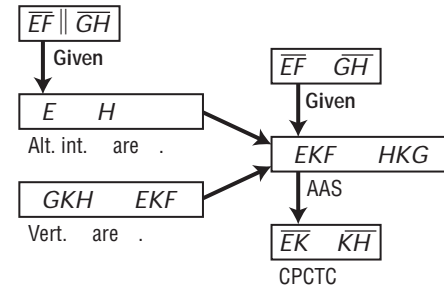 EF || GH
Given
E H
Alt. int. are .
GKH EKF
Vert. are .
EF GH
Given
EKF HKG
AAS
EK KH
CPCTC